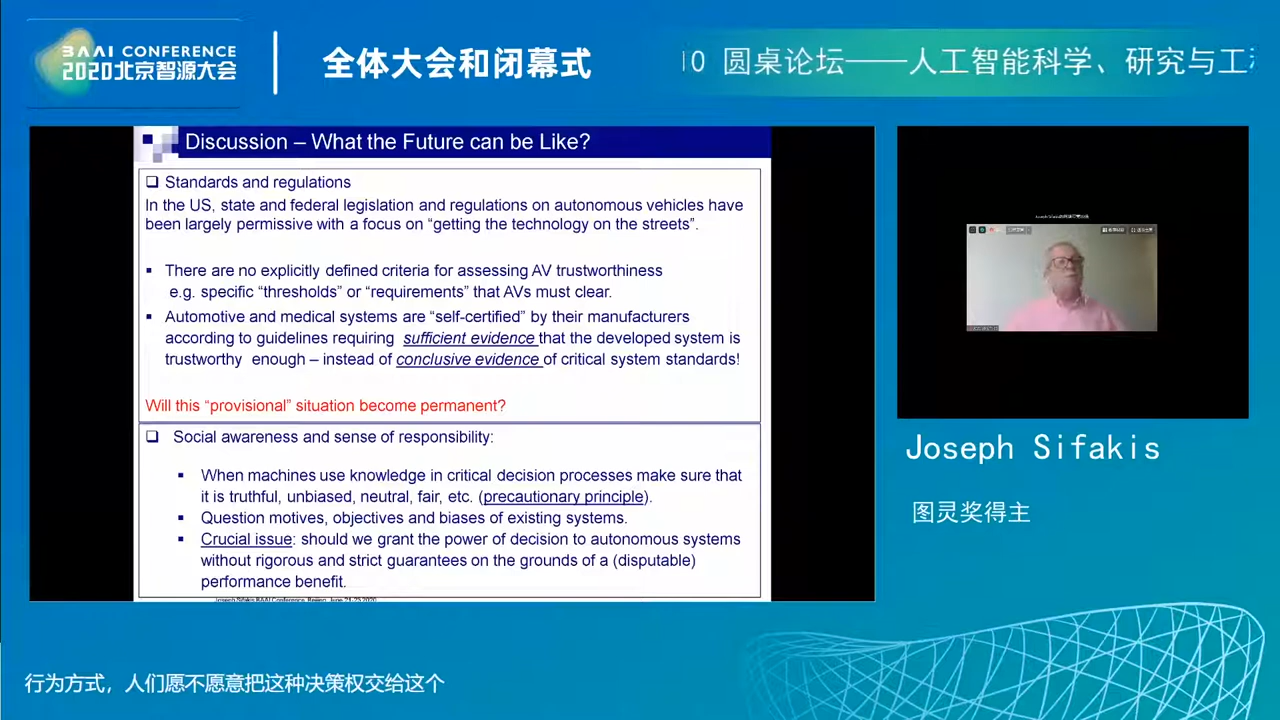 BAAI CONFERENCE
2020北京智源大会
全体大会和闭幕式
10 圆桌论坛——人工智能科学、研究与工
Discussion – What the Future can be Like?
Standards and regulations
In the US, state and federal legislation and regulations on autonomous vehicles have
been largely permissive with a focus on “getting the technology on the streets”.
There are no explicitly defined criteria for assessing AV trustworthiness
e.g. specific “thresholds” or “requirements” that AVs must clear.
Automotive and medical systems are “self-certified” by their manufacturers
according to guidelines requiring sufficient evidence that the developed system is
trustworthy enough – instead of conclusive evidence of critical system standards!
Will this “provisional” situation become permanent?
Social awareness and sense of responsibility:
When machines use knowledge in critical decision processes make sure that
it is truthful, unbiased, neutral, fair, etc. (precautionary principle).
Question motives, objectives and biases of existing systems.
Crucial issue: should we grant the power of decision to autonomous systems
without rigorous and strict guarantees on the grounds of a (disputable)
performance benefit.
Joseph Sifakis BAAI Conference, Beijing, June 21-25 2020
Joseph Sifakis
图灵奖得主
行为方式，人们愿不愿意把这种决策权交给这个